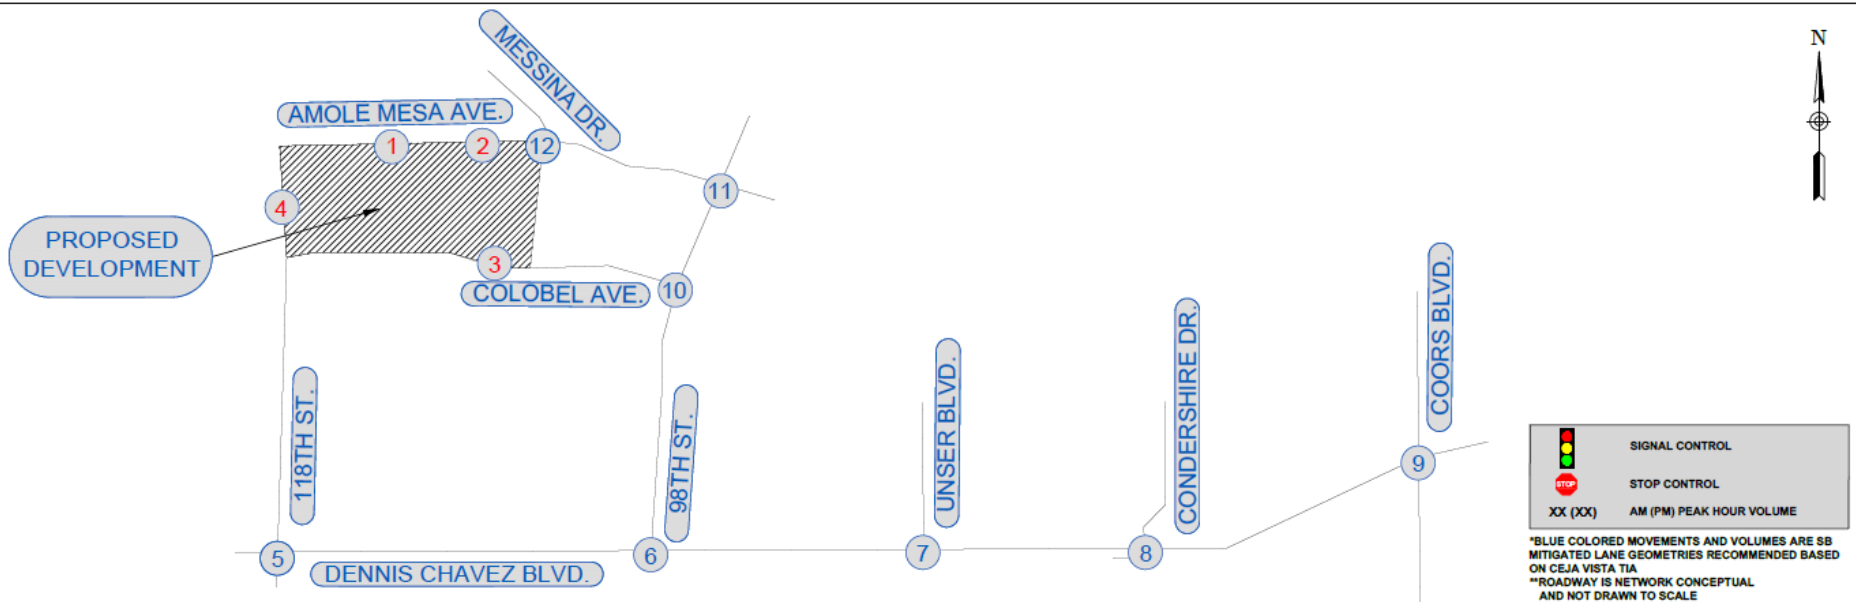 MESSINA DR.
N
AMOLE MESA AVE.
1
2
12
11
4
PROPOSED
DEVELOPMENT
3
COLOBEL AVE.
10
COORS BLVD.
CONDERSHIRE DR.
UNSER BLVD.
118TH ST.
98TH ST.
9
5
DENNIS CHAVEZ BLVD.
6
7
8
SIGNAL CONTROL
STOP
STOP CONTROL
XX (XX)
AM (PM) PEAK HOUR VOLUME
*BLUE COLORED MOVEMENTS AND VOLUMES ARE SB
MITIGATED LANE GEOMETRIES RECOMMENDED BASED
ON CEJA VISTA TIA
**ROADWAY IS NETWORK CONCEPTUAL
AND NOT DRAWN TO SCALE